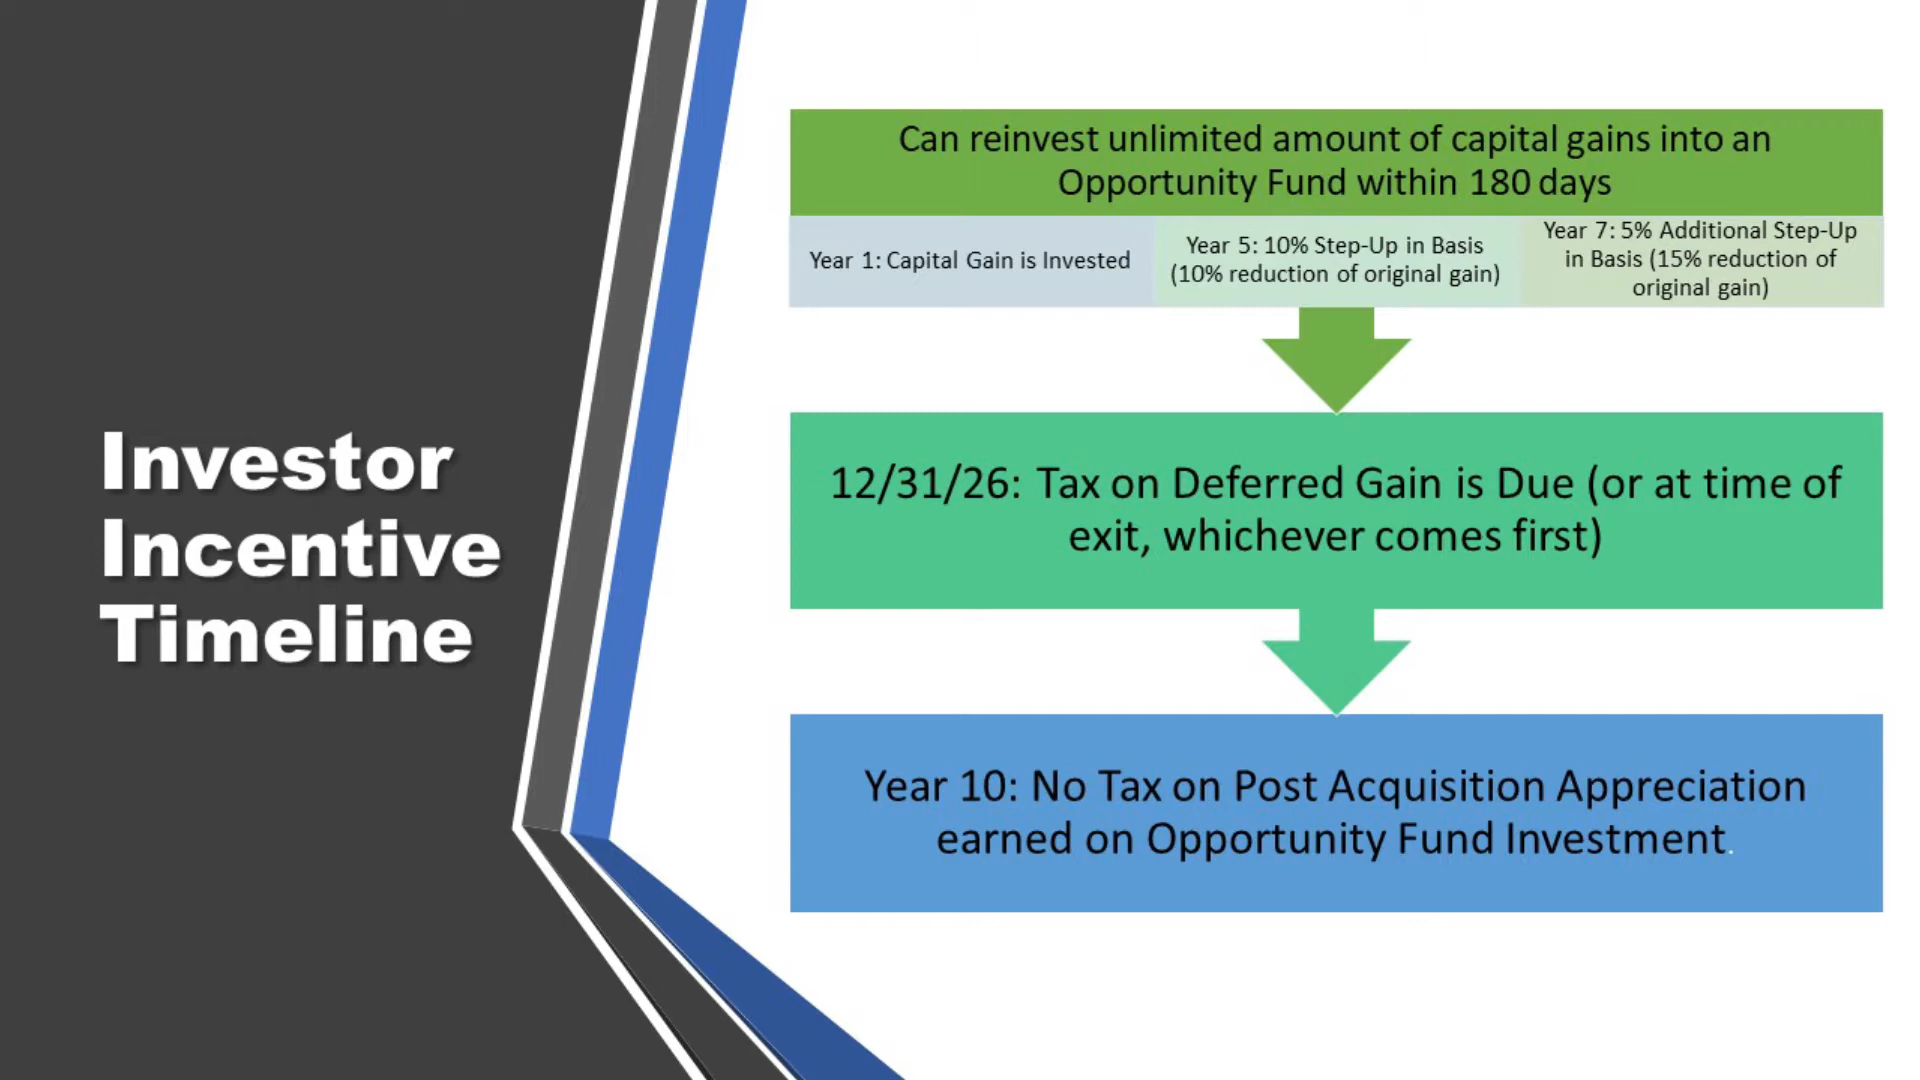 Investor
Incentive
Timeline
Can reinvest unlimited amount of capital gains into an
Opportunity Fund within 180 days
Year 1: Capital Gain is Invested
Year 5: 10% Step-Up in Basis
(10% reduction of original gain)
Year 7: 5% Additional Step-Up
in Basis (15% reduction of
original gain)
12/31/26: Tax on Deferred Gain is Due (or at time of
exit, whichever comes first)
Year 10: No Tax on Post Acquisition Appreciation
earned on Opportunity Fund Investment.